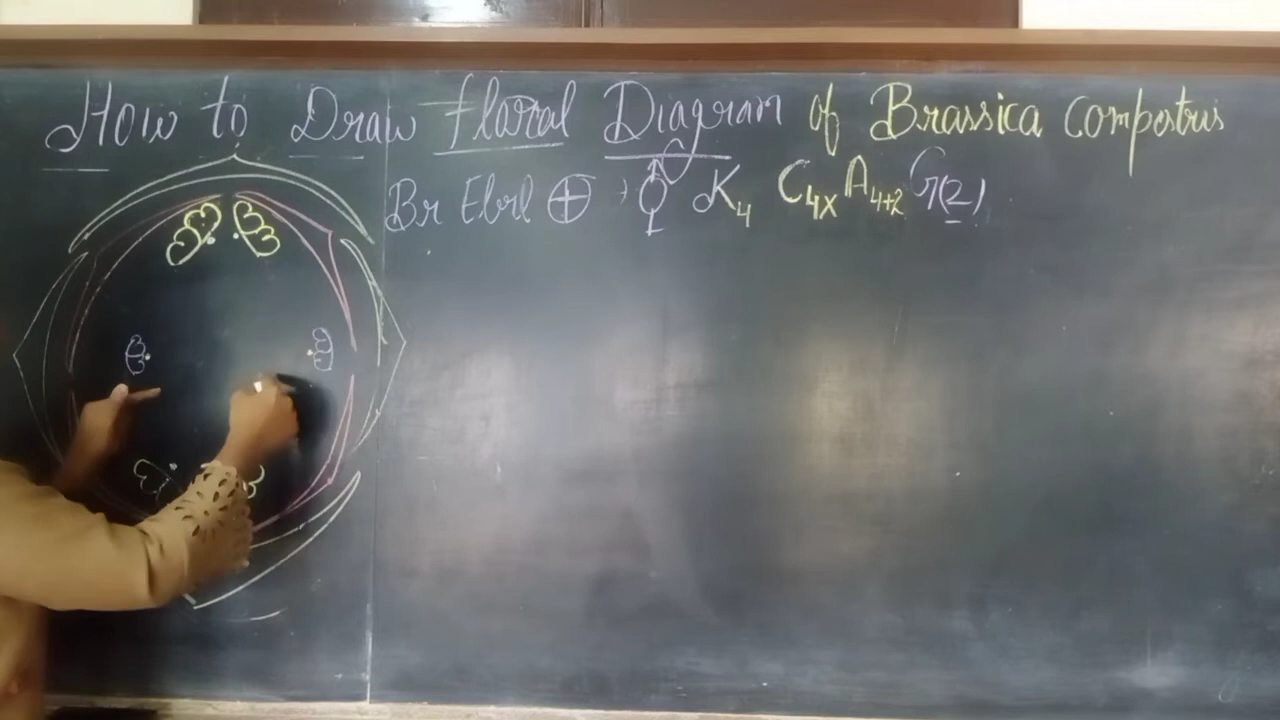 How to Draw Floral Diagram of Brassica Compestris
Br Ebrl ⊕ ⚥ K4 C4x A4+2 G(2)